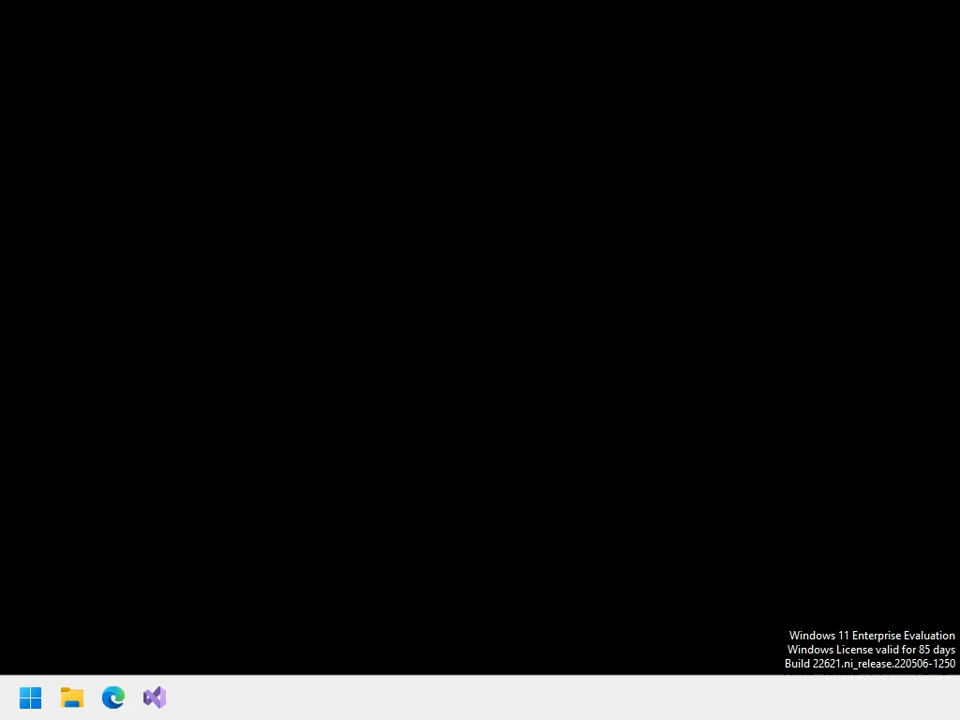 Windows 11 Enterprise Evaluation
Windows License valid for 85 days
Build 22621.ni_release.220506-1250